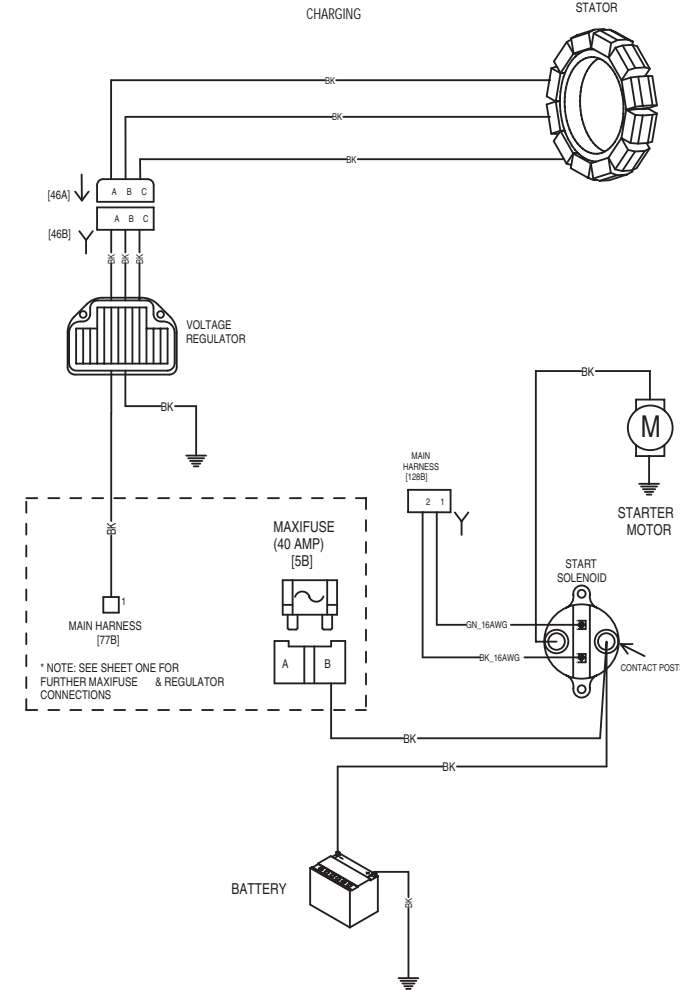 CHARGING
STATOR
BK
BK
BK
[46A]
A B C
A B C
[46B]
BK BK BK
VOLTAGE
REGULATOR
BK
BK
M
MAIN
HARNESS
[128B]
2 1
STARTER
MOTOR
BK
MAXIFUSE
(40 AMP)
[5B]
START
SOLENOID
1
MAIN HARNESS
[77B]
GN_16AWG
A B
BK_16AWG
CONTACT POST
* NOTE: SEE SHEET ONE FOR
FURTHER MAXIFUSE & REGULATOR
CONNECTIONS
BK
BK
BATTERY
BK